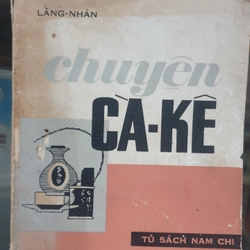 LÃNG-NHÂN
chuyện
CÀ-KÊ
TỦ SÁCH NAM CHI